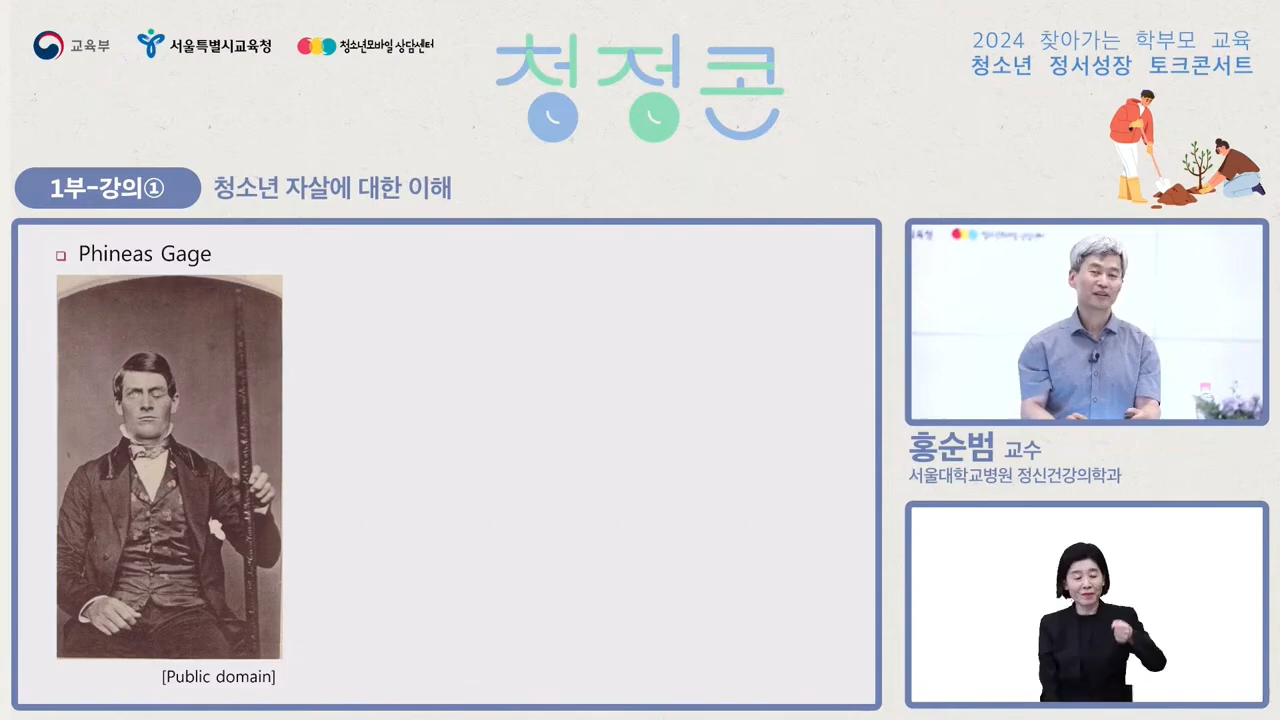 교육부
서울특별시교육청
청소년모바일 상담센터
청정콘
2024 찾아가는 학부모 교육
청소년 정서성장 토크콘서트
1부-강의①
청소년 자살에 대한 이해
Phineas Gage
[Public domain]
홍순범 교수
서울대학교병원 정신건강의학과